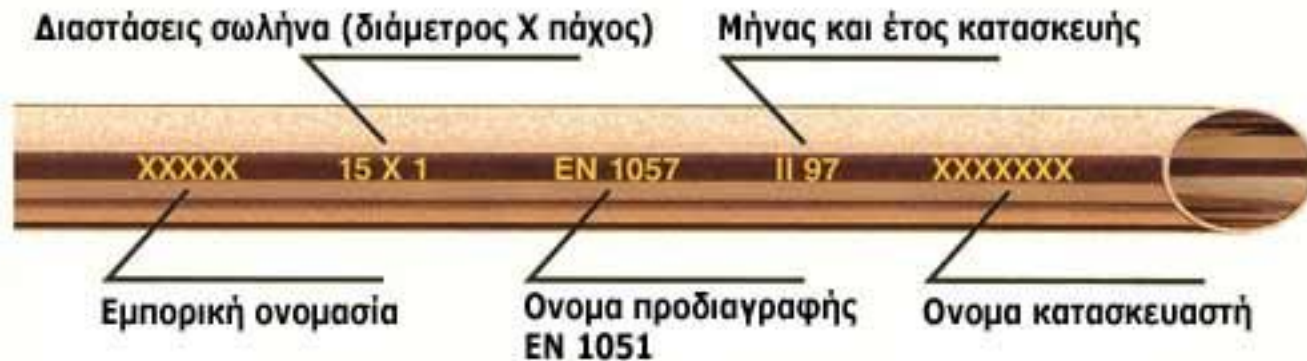 Διαστάσεις σωλήνα (διάμετρος Χ πάχος)
Μήνας και έτος κατασκευής
XXXXX 15 X 1 EN 1057 II 97 XXXXXXX
Εμπορική ονομασία
Ονομα προδιαγραφής
EN 1051
Ονομα κατασκευαστή